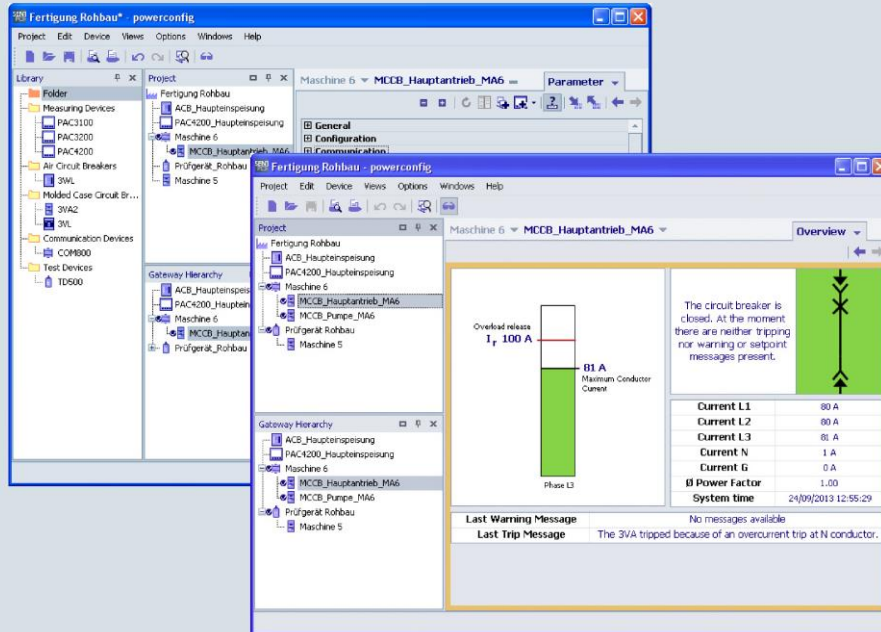 Fertigung Rohbau* - powerconfig
Project Edit Device Views Options Windows Help
Library
Folder
Measuring Devices
PAC3100
PAC3200
PAC4200
Air Circuit Breakers
3WL
Molded Case Circuit Br...
3VA2
3VL
Communication Devices
COM800
Test Devices
TD500
Project
Fertigung Rohbau
ACB_Haupteinspeisung
PAC4200_Haupteinspeisung
Maschine 6
MCCB_Hauptantrieb_MA6
Prüfgerät_Rohbau
Maschine 5
Gateway Hierarchy
ACB_Haupteinspeis
PAC4200_Hauptein
Maschine 6
MCCB_Hauptan
Prüfgerät_Rohbau
Maschine 6 MCCB_Hauptantrieb_MA6
Parameter
General
Configuration
Communication
Fertigung Rohbau - powerconfig
Project Edit Device Views Options Windows Help
Project
Fertigung Rohbau
ACB_Haupteinspeisung
PAC4200_Haupteinspeisung
Maschine 6
MCCB_Hauptantrieb_MA6
MCCB_Pumpe_MA6
Prüfgerät Rohbau
Maschine 5
Gateway Hierarchy
ACB_Haupteinspeisung
PAC4200_Haupteinspeisung
Maschine 6
MCCB_Hauptantrieb_MA6
MCCB_Pumpe_MA6
Prüfgerät Rohbau
Maschine 5
Maschine 6 MCCB_Hauptantrieb_MA6
Overview
Overload release
Ir 100 A
81 A
Maximum Conductor
Current
Phase L3
The circuit breaker is
closed. At the moment
there are neither tripping
nor warning or setpoint
messages present.
Current L1 80 A
Current L2 80 A
Current L3 81 A
Current N 1 A
Current G 0 A
Ø Power Factor 1.00
System time 24/09/2013 12:55:29
Last Warning Message No messages available
Last Trip Message The 3VA tripped because of an overcurrent trip at N conductor.